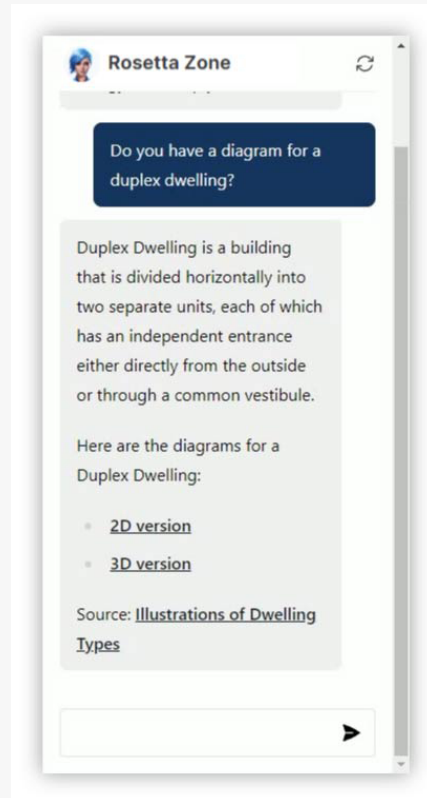 Rosetta Zone
Do you have a diagram for a
duplex dwelling?
Duplex Dwelling is a building
that is divided horizontally into
two separate units, each of which
has an independent entrance
either directly from the outside
or through a common vestibule.
Here are the diagrams for a
Duplex Dwelling:
2D version
3D version
Source: Illustrations of Dwelling
Types